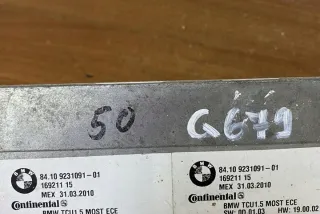 50 G679
84.10 9231091-01
169211 15
MEX 31.03.2010
Continental
BMW TCU1.5 MOST ECE
84.10 9231091-01
169211 15
MEX 31.03.2010
Continental
BMW TCU1.5 MOST ECE
SW: 00.01.03 HW: 19.00.02